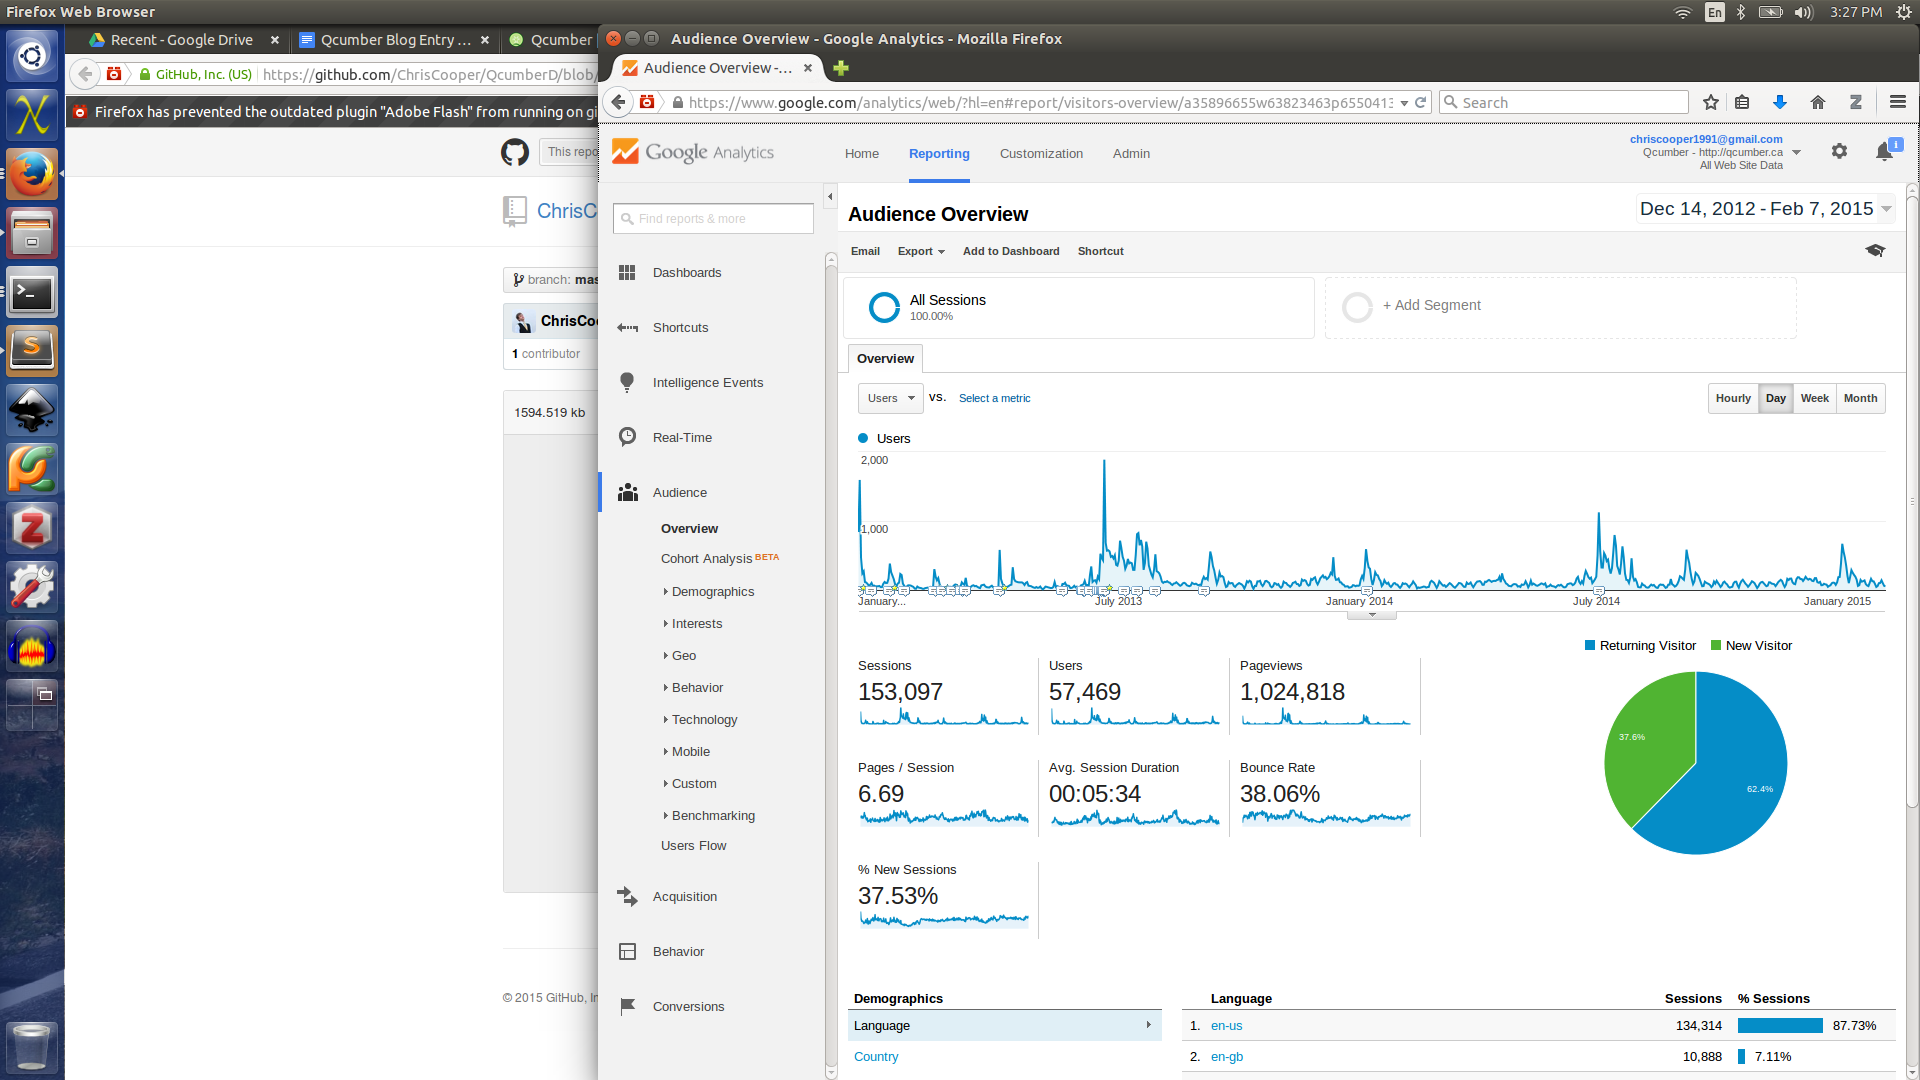 Firefox Web Browser
En
3:27 PM
Recent - Google Drive
Qcumber Blog Entry ...
Qcumber
GitHub, Inc. (US)
https://github.com/ChrisCooper/QcumberD/blob/
Firefox has prevented the outdated plugin "Adobe Flash" from running on gi
This repo
ChrisC
branch: mas
ChrisCoo
1 contributor
1594.519 kb
© 2015 GitHub, In
Audience Overview - Google Analytics - Mozilla Firefox
Audience Overview -...
https://www.google.com/analytics/web/?hl=en#report/visitors-overview/a35896655w63823463p6550413
Search
Google Analytics
Home
Reporting
Customization
Admin
chriscooper1991@gmail.com
Qcumber - http://qcumber.ca
All Web Site Data
Find reports & more
Dashboards
Shortcuts
Intelligence Events
Real-Time
Audience
Overview
Cohort Analysis BETA
Demographics
Interests
Geo
Behavior
Technology
Mobile
Custom
Benchmarking
Users Flow
Acquisition
Behavior
Conversions
Audience Overview
Dec 14, 2012 - Feb 7, 2015
Email
Export
Add to Dashboard
Shortcut
All Sessions
100.00%
+ Add Segment
Overview
Users
VS.
Select a metric
Hourly
Day
Week
Month
Users
2,000
1,000
January...
July 2013
January 2014
July 2014
January 2015
Returning Visitor
New Visitor
37.6%
62.4%
Sessions
153,097
Users
57,469
Pageviews
1,024,818
Pages / Session
6.69
Avg. Session Duration
00:05:34
Bounce Rate
38.06%
% New Sessions
37.53%
Demographics
Language
Country
Language
Sessions
% Sessions
1. en-us 134,314 87.73%
2. en-gb 10,888 7.11%